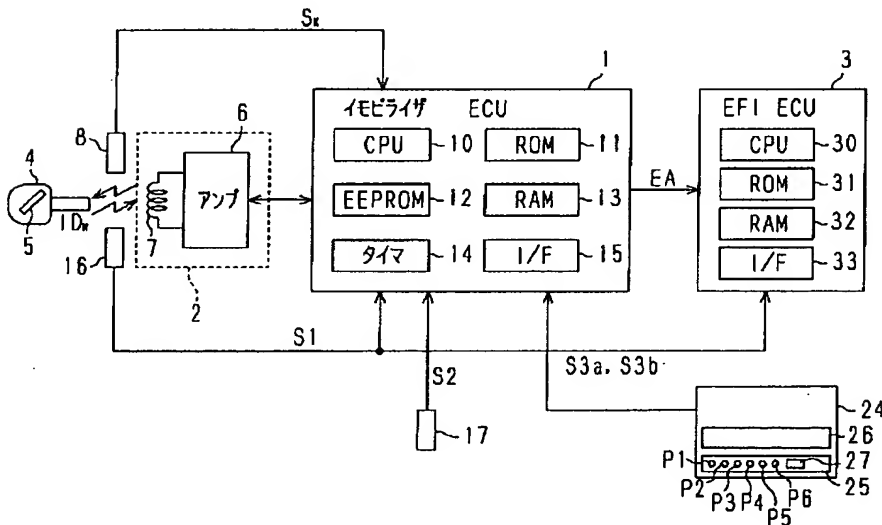 Sₖ
1
3
イモビライザ ECU
EFI ECU
8
6
CPU 10 ROM 11
CPU 30
4
アンプ
EA
ROM 31
EEPROM 12 RAM 13
RAM 32
5
IDₖ
7
タイマ 14 I/F 15
I/F 33
16
2
S1
S2
S3a, S3b
17
24
26
P1
27
P2
25
P3
P4
P6
P5